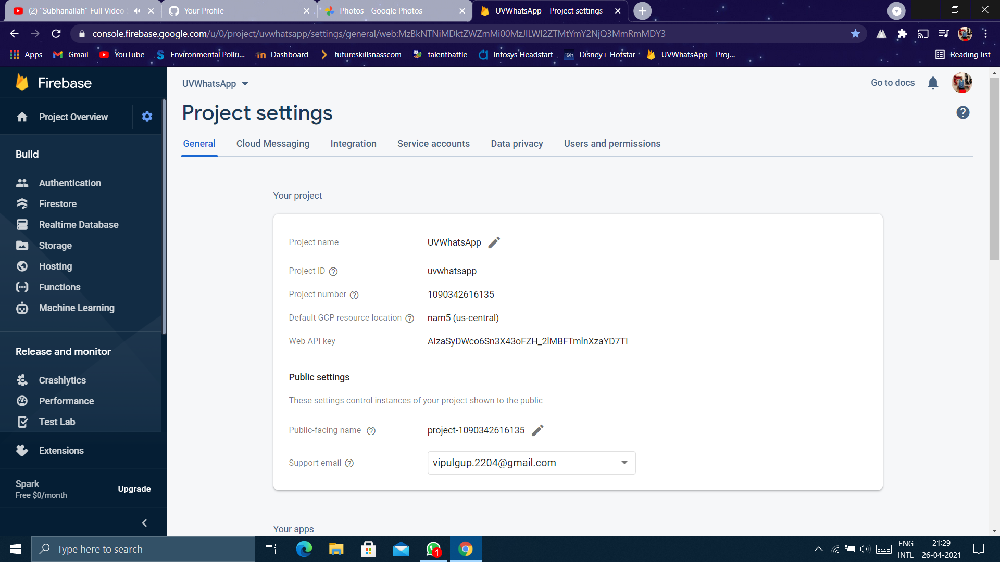 (2) "Subhanallah" Full Video
Your Profile
Photos - Google Photos
UVWhatsApp – Project settings –
console.firebase.google.com/u/0/project/uvwhatsapp/settings/general/web:MzBkNTNiMDktZWZmMi00MzJlLWI2ZTMtYmY2NjQ3MmRmMDY3
Apps
Gmail
YouTube
Environmental Pollu...
Dashboard
futureskillsnasscom
talentbattle
Infosys Headstart
Disney+ Hotstar
UVWhatsApp – Proj...
Reading list
Firebase
UVWhatsApp
Go to docs
Project Overview
Project settings
General
Cloud Messaging
Integration
Service accounts
Data privacy
Users and permissions
Build
Authentication
Firestore
Realtime Database
Storage
Hosting
Functions
Machine Learning
Release and monitor
Crashlytics
Performance
Test Lab
Extensions
Spark
Free $0/month
Upgrade
Your project
Project name
UVWhatsApp
Project ID
uvwhatsapp
Project number
1090342616135
Default GCP resource location
nam5 (us-central)
Web API key
AIzaSyDWco6Sn3X43oFZH_2lMBFTmlnXzaYD7TI
Public settings
These settings control instances of your project shown to the public
Public-facing name
project-1090342616135
Support email
vipulgup.2204@gmail.com
Your apps
Type here to search
1
ENG
INTL
21:29
26-04-2021